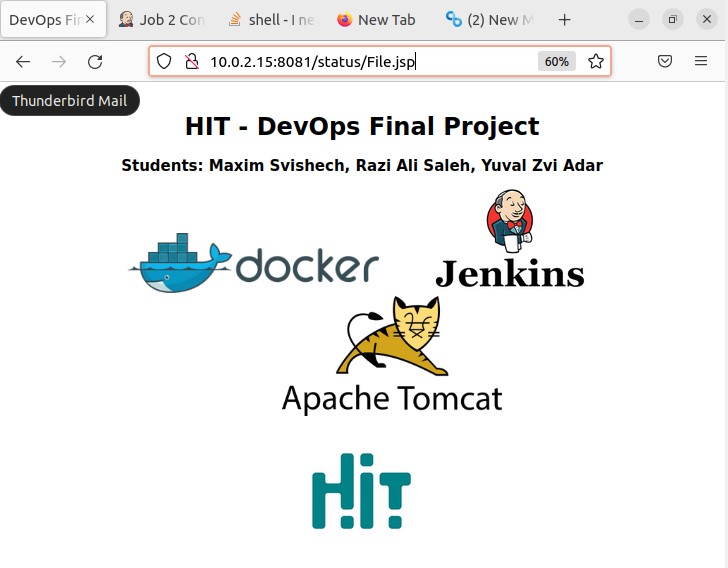 DevOps Fin
Job 2 Con
shell - I ne
New Tab
(2) New M
10.0.2.15:8081/status/File.jsp
60%
Thunderbird Mail
HIT - DevOps Final Project
Students: Maxim Svishech, Razi Ali Saleh, Yuval Zvi Adar
docker
Jenkins
Apache Tomcat
HiT